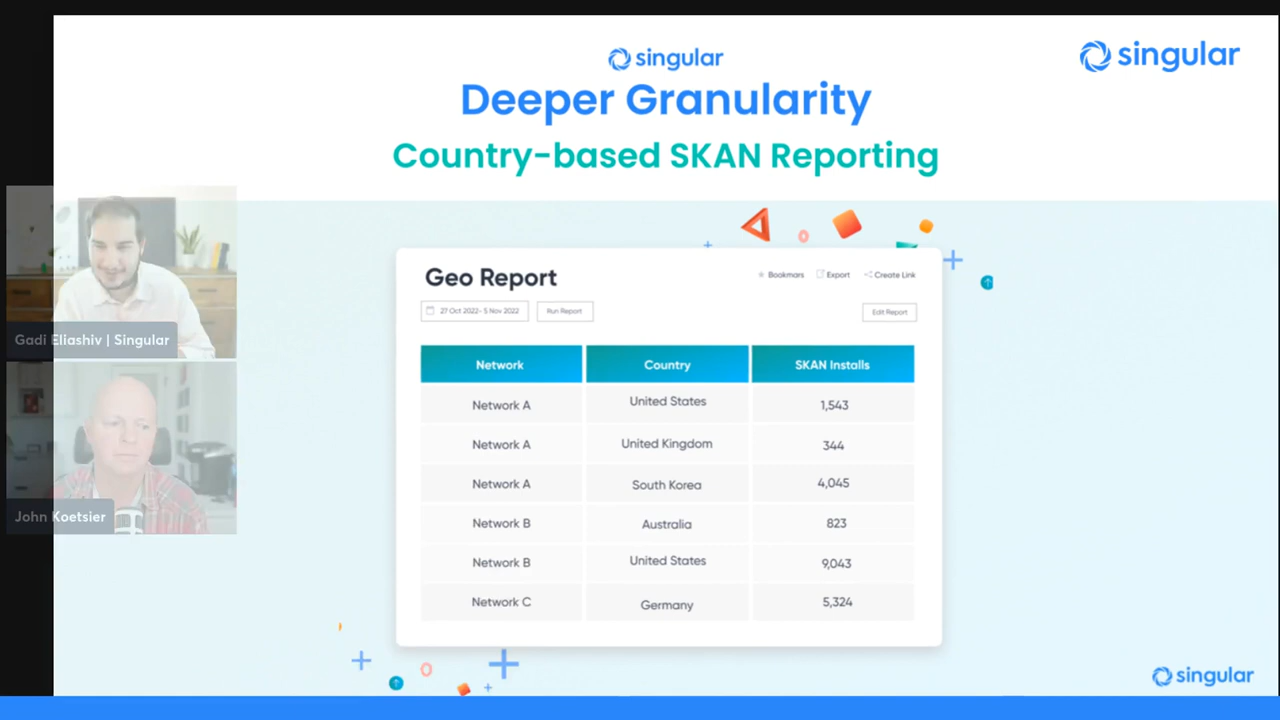 singular
singular
Deeper Granularity
Country-based SKAN Reporting
Gadi Eliashiv | Singular
John Koetsier
Geo Report
Bookmars Export Create Link
27 Oct 2022- 5 Nov 2022 Run Report Edit Report
Network Country SKAN Installs
Network A United States 1,543
Network A United Kingdom 344
Network A South Korea 4,045
Network B Australia 823
Network B United States 9,043
Network C Germany 5,324
singular